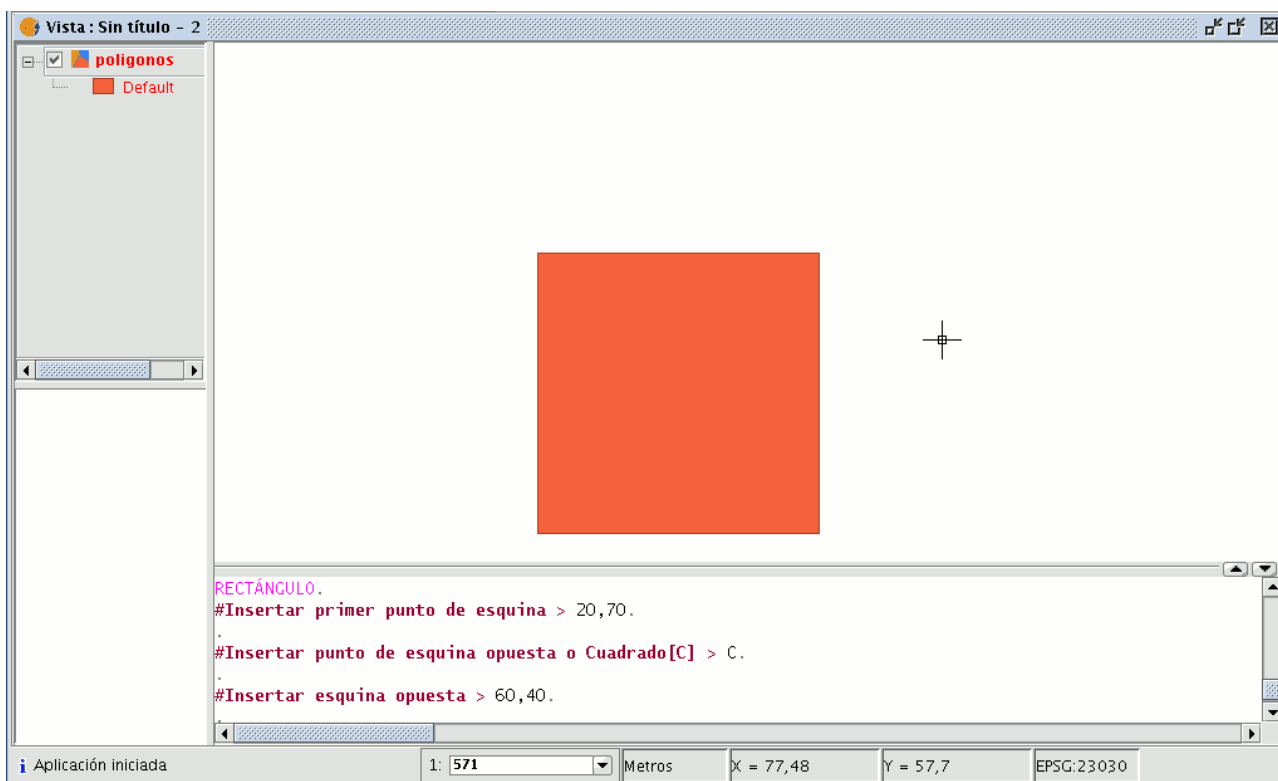 Vista : Sin título - 2
poligonos
Default
RECTÁNGULO.
#Insertar primer punto de esquina > 20,70.
.
#Insertar punto de esquina opuesta o Cuadrado[C] > C.
.
#Insertar esquina opuesta > 60,40.
.
Aplicación iniciada
1: 571
Metros
X = 77,48
Y = 57,7
EPSG:23030